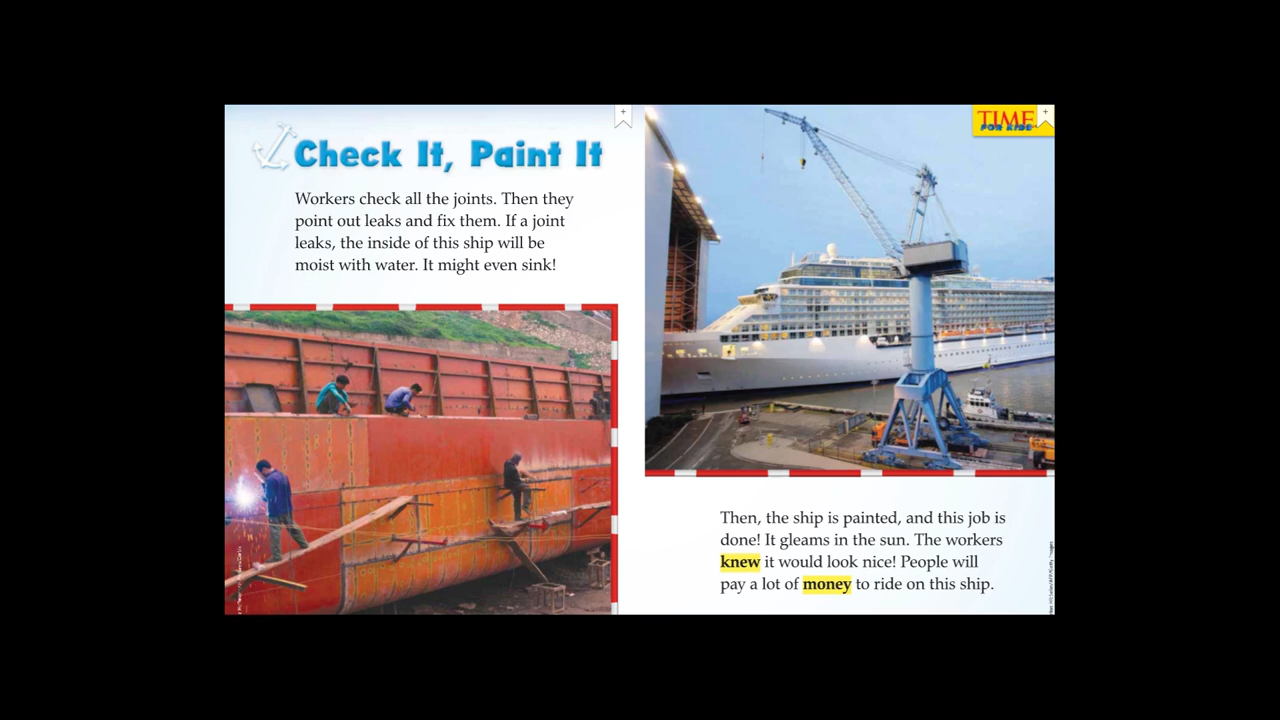 Check It, Paint It
Workers check all the joints. Then they
point out leaks and fix them. If a joint
leaks, the inside of this ship will be
moist with water. It might even sink!
TIME
FOR KIDS
Then, the ship is painted, and this job is
done! It gleams in the sun. The workers
knew it would look nice! People will
pay a lot of money to ride on this ship.